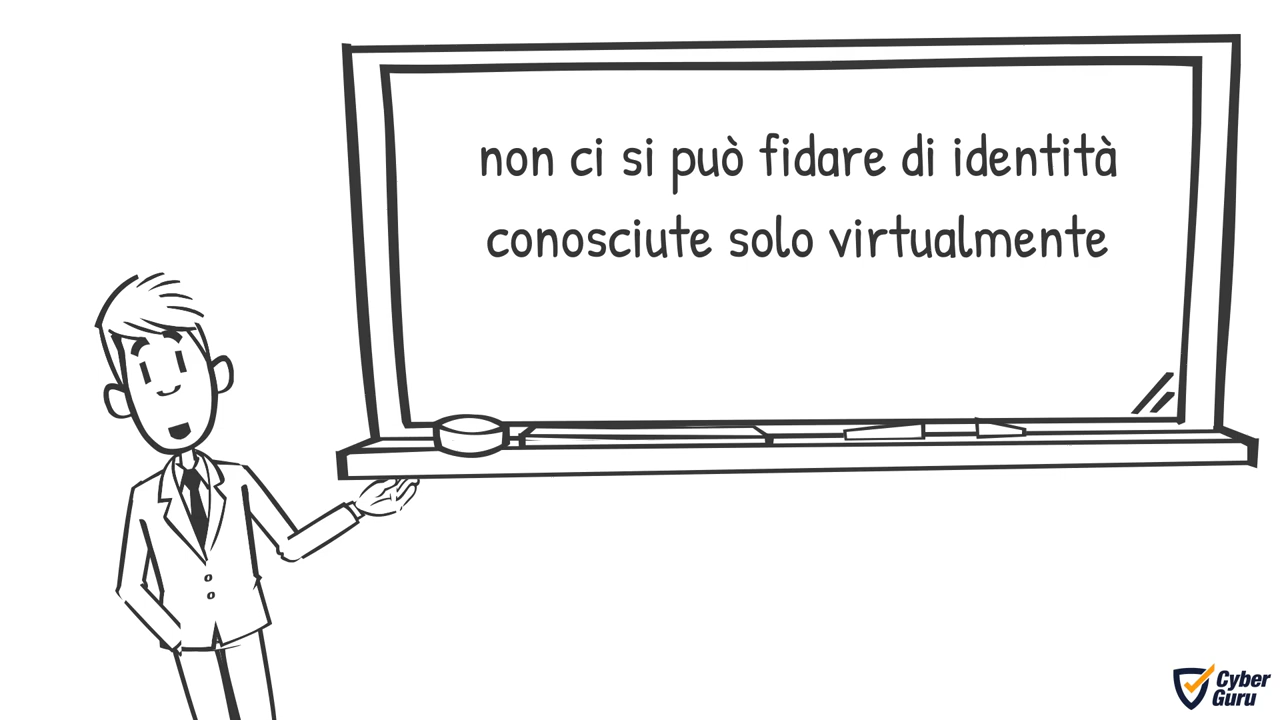 non ci si può fidare di identità
conosciute solo virtualmente
Cyber
Guru